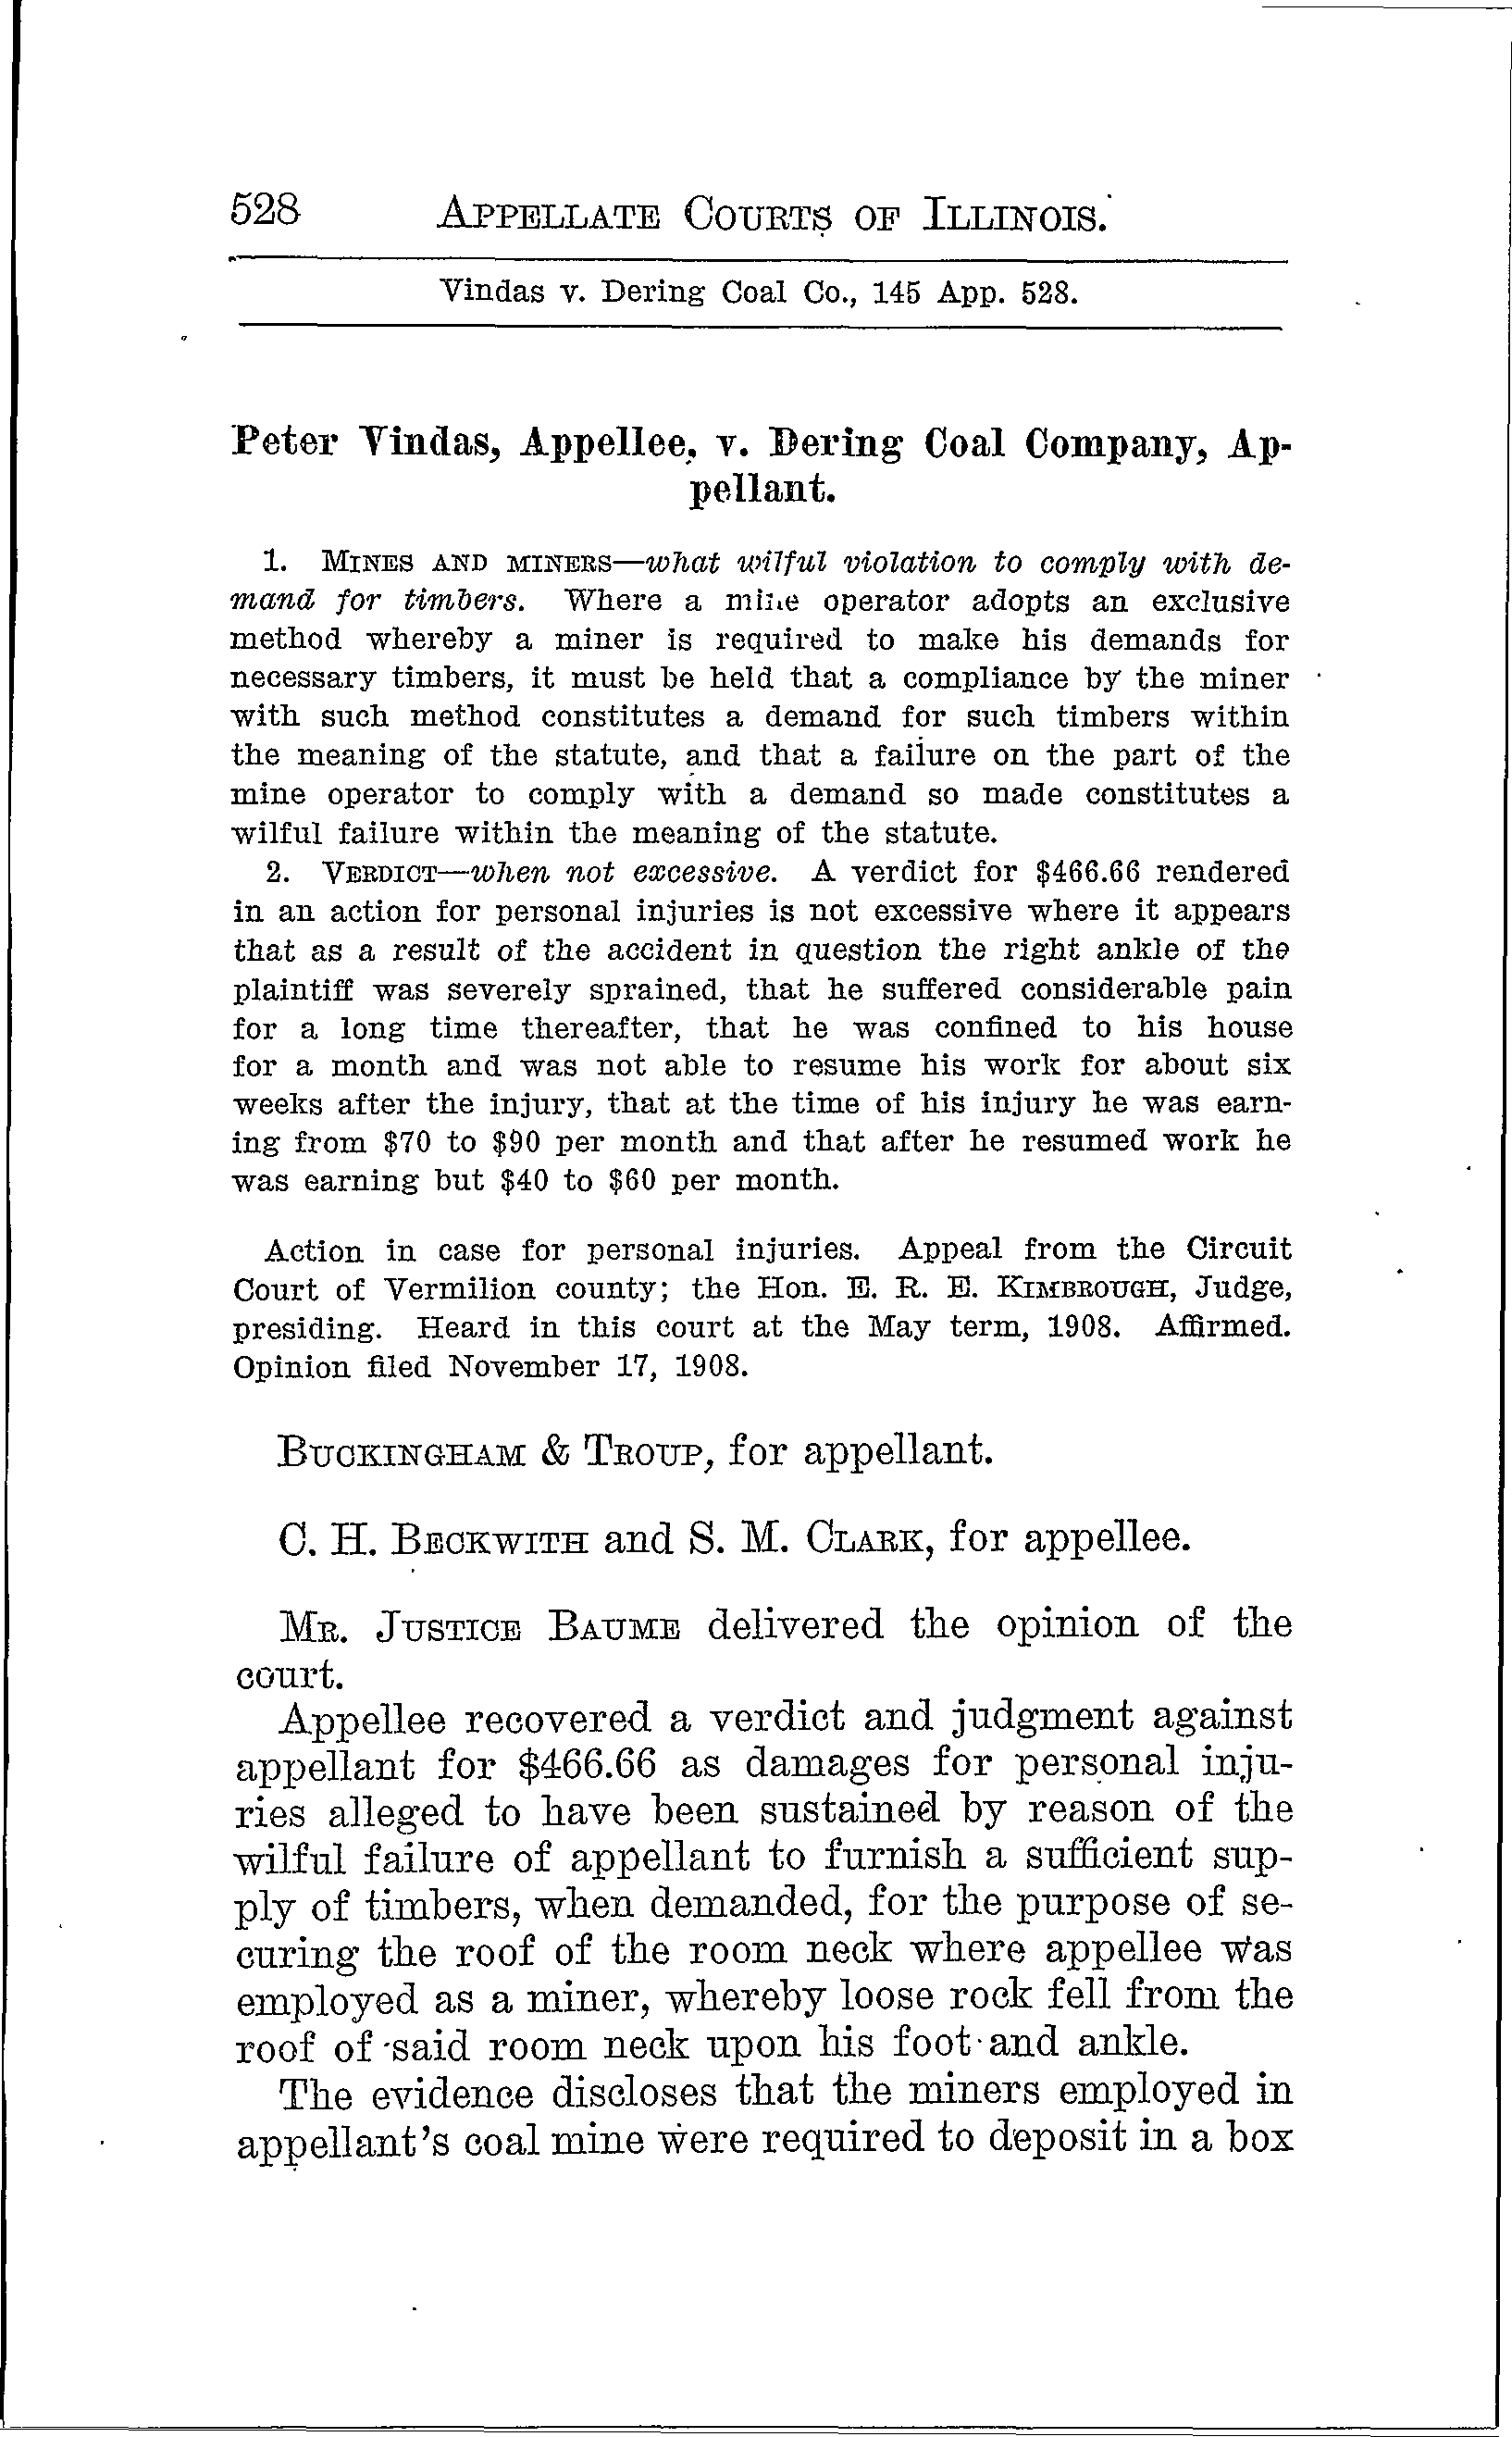 528 APPELLATE COURTS OF ILLINOIS.
Vindas v. Dering Coal Co., 145 App. 528.
Peter Vindas, Appellee, v. Dering Coal Company, Ap-
pellant.
1. MINES AND MINERS—what wilful violation to comply with de-
mand for timbers. Where a mine operator adopts an exclusive
method whereby a miner is required to make his demands for
necessary timbers, it must be held that a compliance by the miner
with such method constitutes a demand for such timbers within
the meaning of the statute, and that a failure on the part of the
mine operator to comply with a demand so made constitutes a
wilful failure within the meaning of the statute.
2. VERDICT—when not excessive. A verdict for $466.66 rendered
in an action for personal injuries is not excessive where it appears
that as a result of the accident in question the right ankle of the
plaintiff was severely sprained, that he suffered considerable pain
for a long time thereafter, that he was confined to his house
for a month and was not able to resume his work for about six
weeks after the injury, that at the time of his injury he was earn-
ing from $70 to $90 per month and that after he resumed work he
was earning but $40 to $60 per month.
Action in case for personal injuries. Appeal from the Circuit
Court of Vermilion county; the Hon. E. R. E. KIMBROUGH, Judge,
presiding. Heard in this court at the May term, 1908. Affirmed.
Opinion filed November 17, 1908.
BUCKINGHAM & TROUP, for appellant.
C. H. BECKWITH and S. M. CLARK, for appellee.
MR. JUSTICE BAUME delivered the opinion of the
court.
Appellee recovered a verdict and judgment against
appellant for $466.66 as damages for personal inju-
ries alleged to have been sustained by reason of the
wilful failure of appellant to furnish a sufficient sup-
ply of timbers, when demanded, for the purpose of se-
curing the roof of the room neck where appellee was
employed as a miner, whereby loose rock fell from the
roof of said room neck upon his foot and ankle.
The evidence discloses that the miners employed in
appellant's coal mine were required to deposit in a box